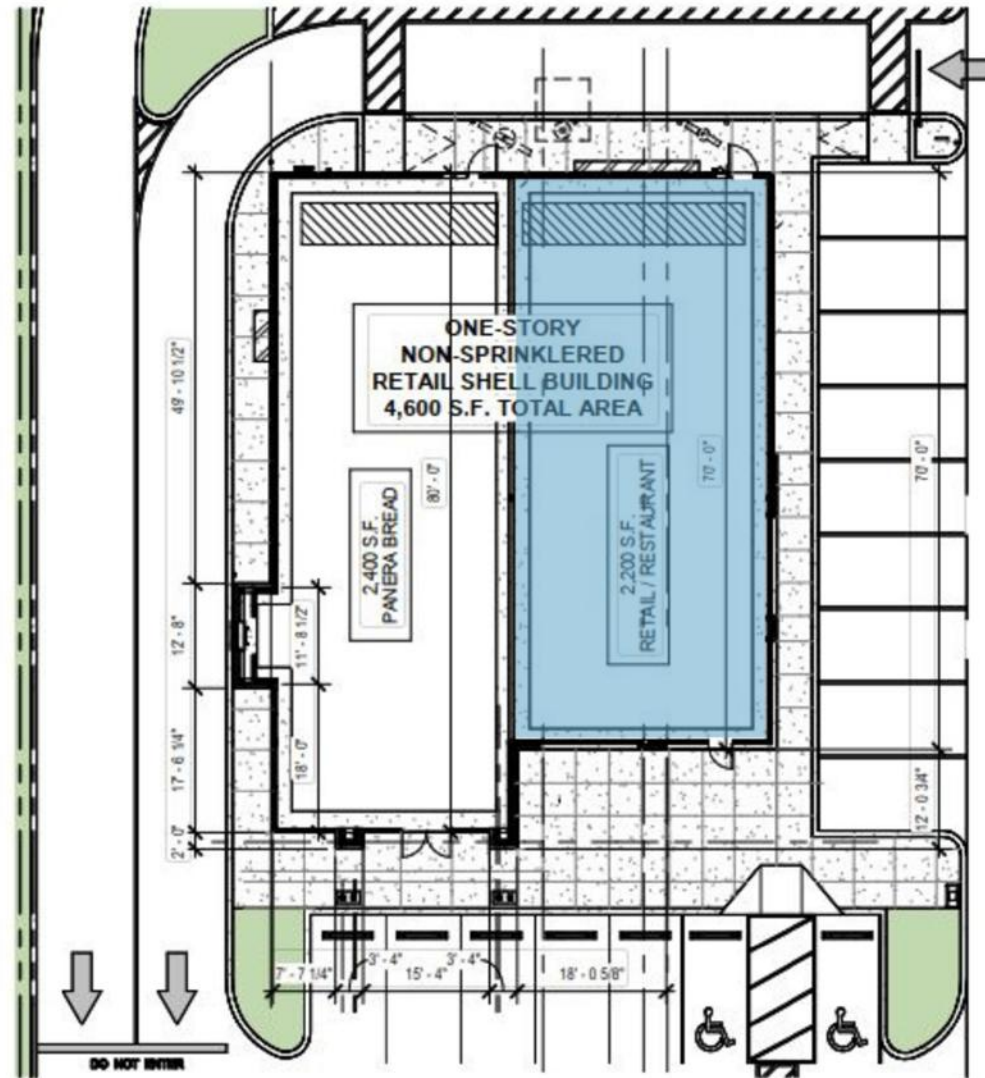 ONE-STORY
NON-SPRINKLERED
RETAIL SHELL BUILDING
4,600 S.F. TOTAL AREA
49' - 10 1/2"
80' - 0"
70' - 0"
70' - 0"
2,400 S.F.
PANERA BREAD
2,200 S.F.
RETAIL / RESTAURANT
12' - 8"
11' - 8 1/2"
17' - 6 1/4"
18' - 0"
2' - 0"
12' - 0 3/4"
7' - 7 1/4"
3' - 4"
15' - 4"
3' - 4"
18' - 0 5/8"
DO NOT ENTER